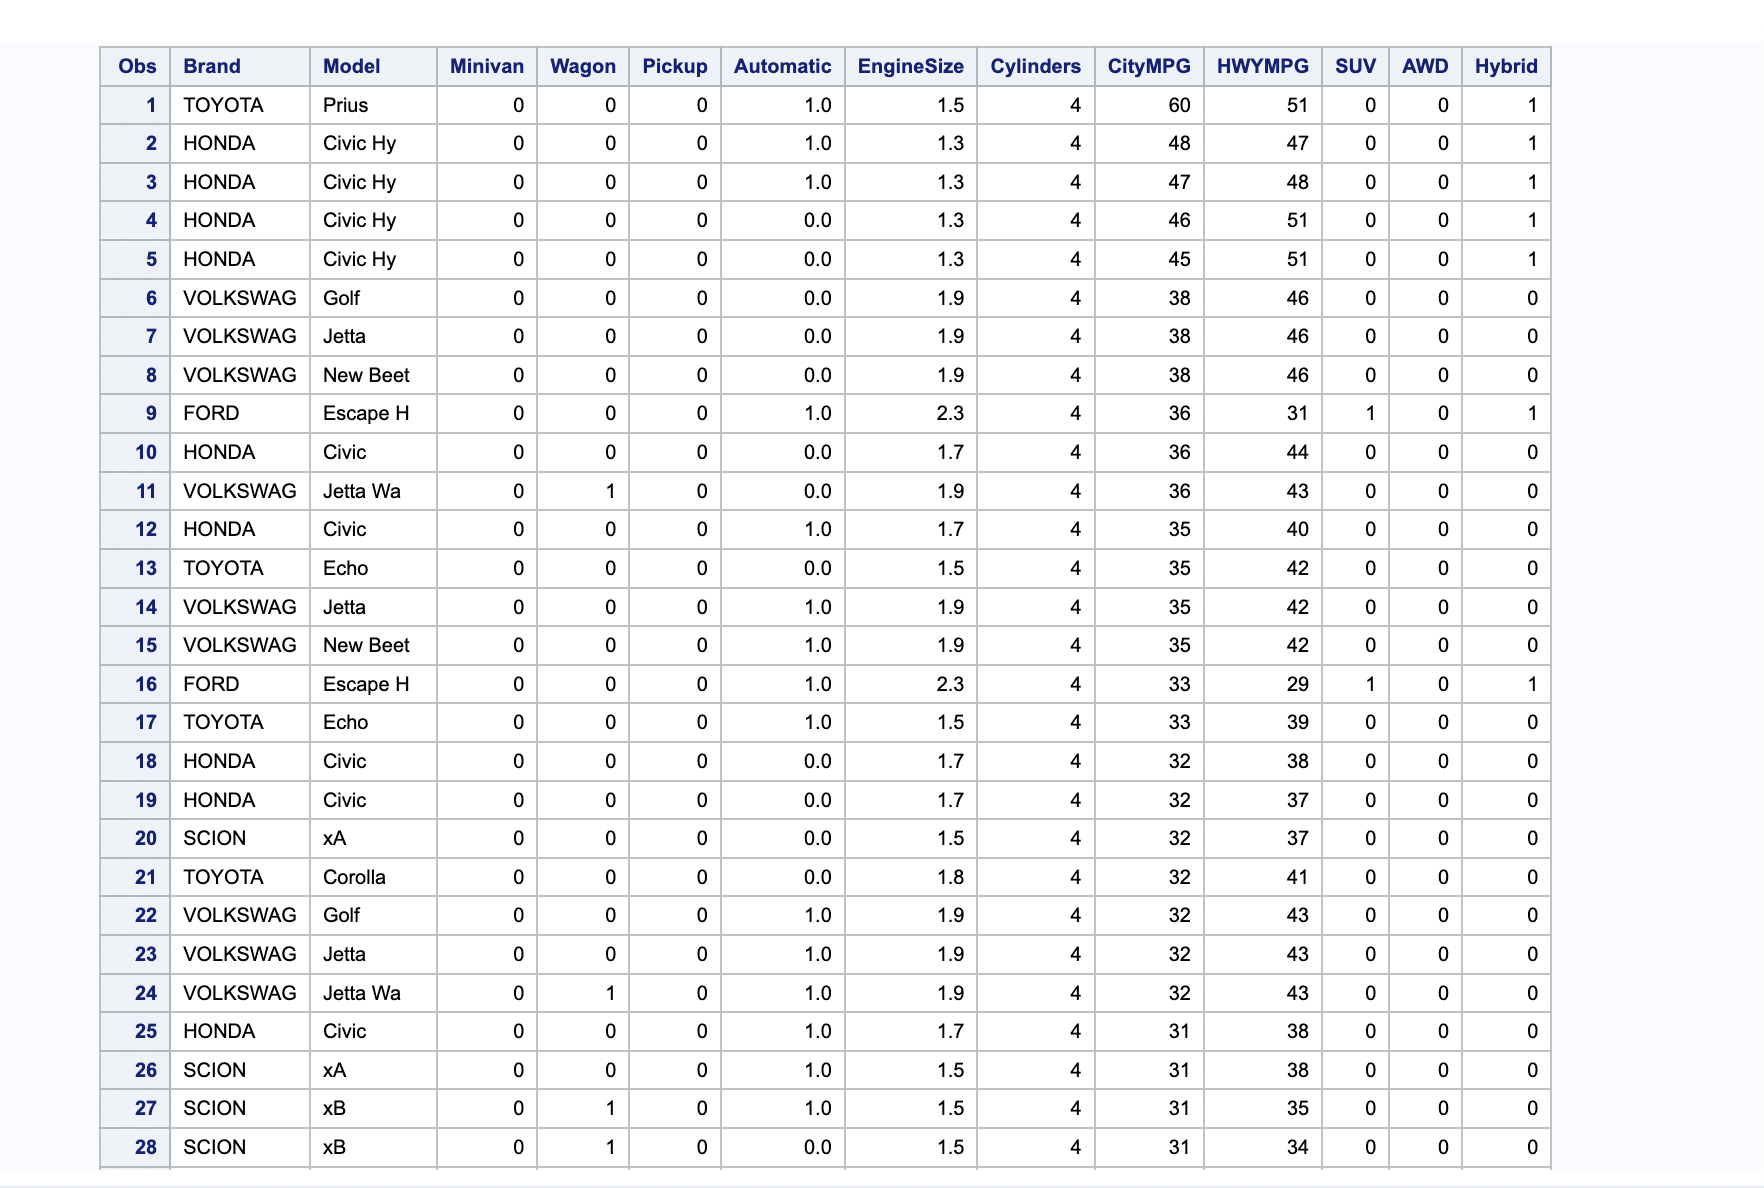 Obs Brand Model Minivan Wagon Pickup Automatic EngineSize Cylinders CityMPG HWYMPG SUV AWD Hybrid
1 TOYOTA Prius 0 0 0 1.0 1.5 4 60 51 0 0 1
2 HONDA Civic Hy 0 0 0 1.0 1.3 4 48 47 0 0 1
3 HONDA Civic Hy 0 0 0 1.0 1.3 4 47 48 0 0 1
4 HONDA Civic Hy 0 0 0 0.0 1.3 4 46 51 0 0 1
5 HONDA Civic Hy 0 0 0 0.0 1.3 4 45 51 0 0 1
6 VOLKSWAG Golf 0 0 0 0.0 1.9 4 38 46 0 0 0
7 VOLKSWAG Jetta 0 0 0 0.0 1.9 4 38 46 0 0 0
8 VOLKSWAG New Beet 0 0 0 0.0 1.9 4 38 46 0 0 0
9 FORD Escape H 0 0 0 1.0 2.3 4 36 31 1 0 1
10 HONDA Civic 0 0 0 0.0 1.7 4 36 44 0 0 0
11 VOLKSWAG Jetta Wa 0 1 0 0.0 1.9 4 36 43 0 0 0
12 HONDA Civic 0 0 0 1.0 1.7 4 35 40 0 0 0
13 TOYOTA Echo 0 0 0 0.0 1.5 4 35 42 0 0 0
14 VOLKSWAG Jetta 0 0 0 1.0 1.9 4 35 42 0 0 0
15 VOLKSWAG New Beet 0 0 0 1.0 1.9 4 35 42 0 0 0
16 FORD Escape H 0 0 0 1.0 2.3 4 33 29 1 0 1
17 TOYOTA Echo 0 0 0 1.0 1.5 4 33 39 0 0 0
18 HONDA Civic 0 0 0 0.0 1.7 4 32 38 0 0 0
19 HONDA Civic 0 0 0 0.0 1.7 4 32 37 0 0 0
20 SCION xA 0 0 0 0.0 1.5 4 32 37 0 0 0
21 TOYOTA Corolla 0 0 0 0.0 1.8 4 32 41 0 0 0
22 VOLKSWAG Golf 0 0 0 1.0 1.9 4 32 43 0 0 0
23 VOLKSWAG Jetta 0 0 0 1.0 1.9 4 32 43 0 0 0
24 VOLKSWAG Jetta Wa 0 1 0 1.0 1.9 4 32 43 0 0 0
25 HONDA Civic 0 0 0 1.0 1.7 4 31 38 0 0 0
26 SCION xA 0 0 0 1.0 1.5 4 31 38 0 0 0
27 SCION xB 0 1 0 1.0 1.5 4 31 35 0 0 0
28 SCION xB 0 1 0 0.0 1.5 4 31 34 0 0 0